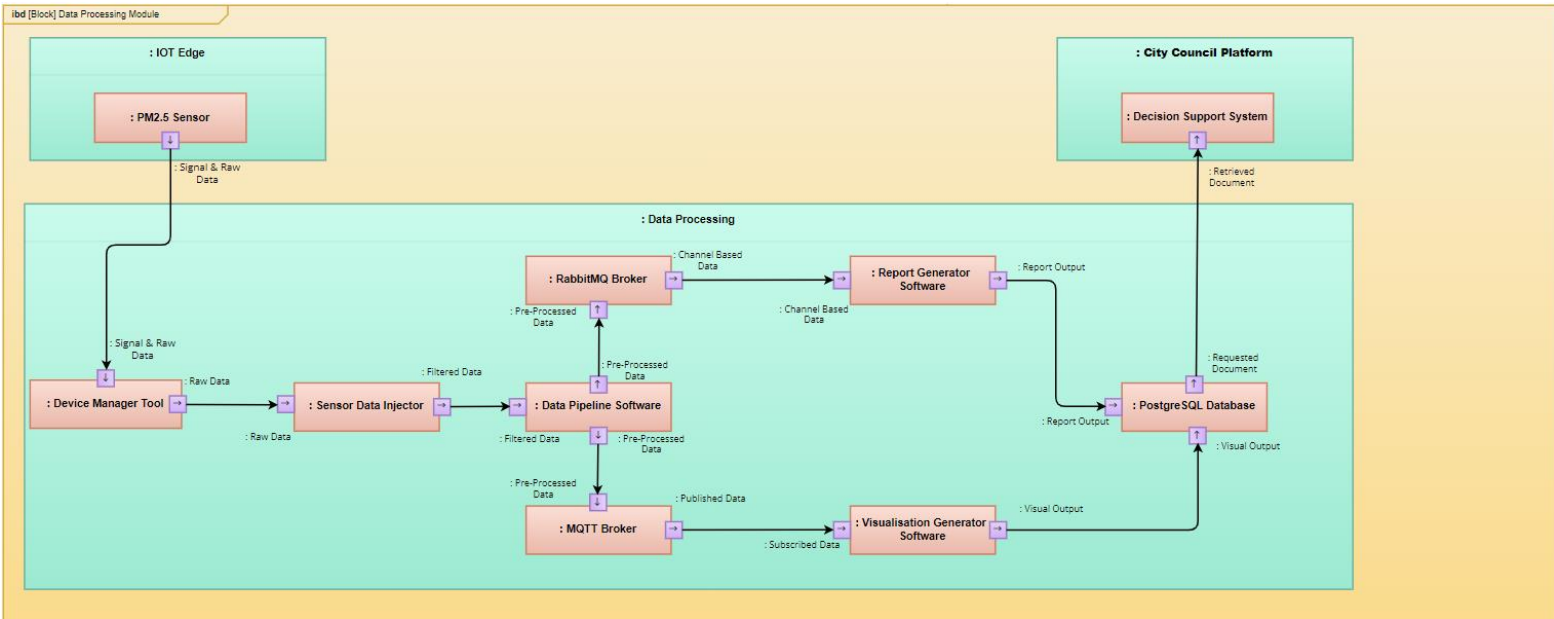 ibd [Block] Data Processing Module
: IOT Edge
: City Council Platform
: PM2.5 Sensor
: Decision Support System
: Signal & Raw
Data
: Retrieved
Document
: Data Processing
: Channel Based
Data
: RabbitMQ Broker
: Report Generator
Software
: Report Output
: Pre-Processed
Data
: Channel Based
Data
: Signal & Raw
Data
: Pre-Processed
Data
: Requested
Document
: Raw Data
: Filtered Data
: Device Manager Tool
: Sensor Data Injector
: Data Pipeline Software
: PostgreSQL Database
: Raw Data
: Filtered Data
: Pre-Processed
Data
: Report Output
: Visual Output
: Pre-Processed
Data
: Published Data
: Visual Output
: MQTT Broker
: Visualisation Generator
Software
: Subscribed Data